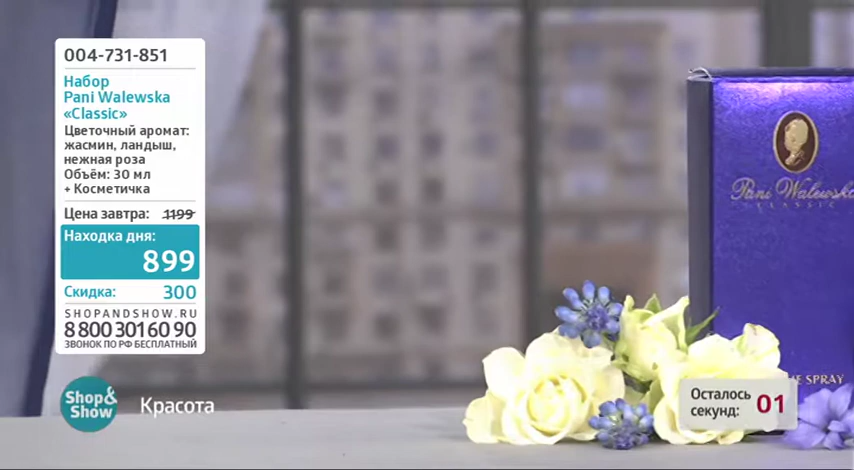 004-731-851
Набор
Pani Walewska
«Classic»
Цветочный аромат:
жасмин, ландыш,
нежная роза
Объём: 30 мл
+ Косметичка
Цена завтра: 1199
Находка дня:
899
Скидка: 300
SHOPANDSHOW.RU
8 800 301 60 90
ЗВОНОК ПО РФ БЕСПЛАТНЫЙ
Shop&
Show
Красота
Pani Walewska
CLASSIC
SPRAY
Осталось
секунд: 01